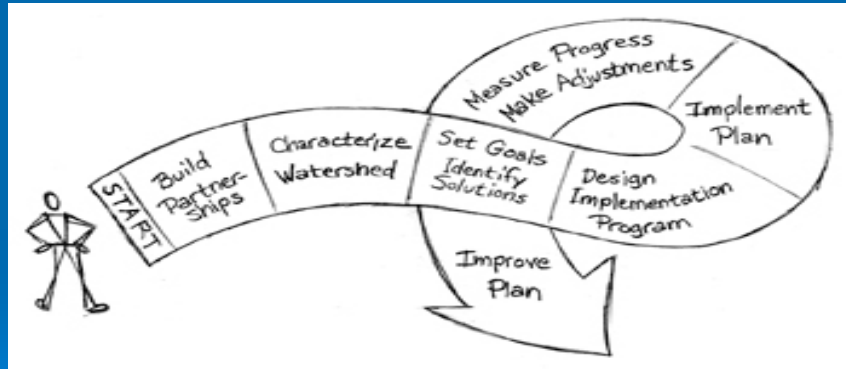 START
Build
Partner-
ships
Characterize
Watershed
Set Goals
Identify
Solutions
Design
Implementation
Program
Implement
Plan
Measure Progress
Make Adjustments
Improve
Plan